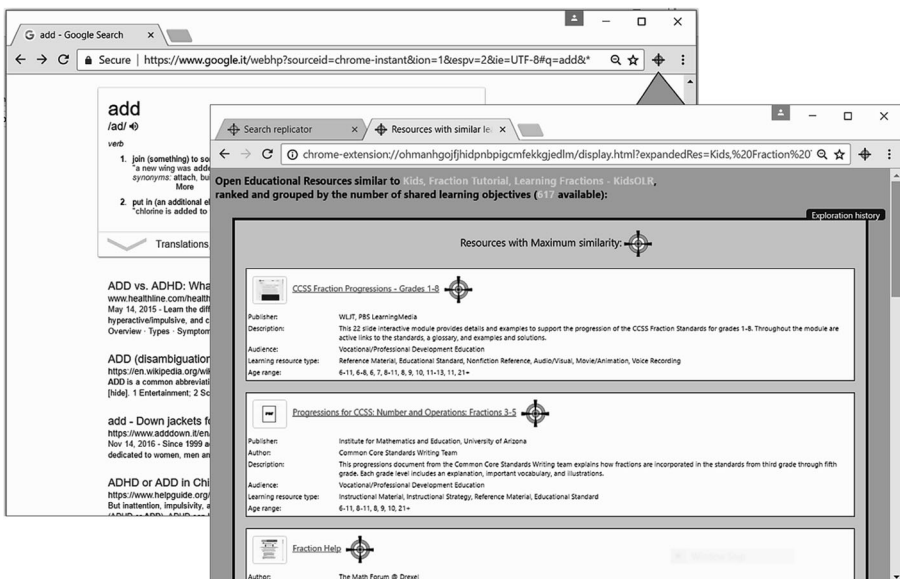 add - Google Search
Secure | https://www.google.it/webhp?sourceid=chrome-instant&ion=1&espv=2&ie=UTF-8#q=add&*
add
/ad/
verb
1. join (something) to so
"a new wing was adde
synonyms: attach, bu
More
2. put in (an additional el
"chlorine is added to
Translations,
ADD vs. ADHD: Wha
www.healthline.com/health
May 14, 2015 - Learn the diff
hyperactive/impulsive, and c
Overview · Types · Symptom
ADD (disambiguation
https://en.wikipedia.org/wik
ADD is a common abbreviati
[hide]. 1 Entertainment; 2 Sc
add - Down jackets fo
https://www.adddown.it/en
Nov 14, 2016 - Since 1999 a
dedicated to women, men an
ADHD or ADD in Chi
https://www.helpguide.org/
But inattention, impulsivity, a
Search replicator
Resources with similar le
chrome-extension://ohmanhgojfjhidpnbpigcmfekkgjedlm/display.html?expandedRes=Kids,%20Fraction%20
Open Educational Resources similar to Kids, Fraction Tutorial, Learning Fractions - KidsOLR,
ranked and grouped by the number of shared learning objectives (617 available):
Exploration history
Resources with Maximum similarity:
CCSS Fraction Progressions - Grades 1-8
Publisher: WLJT, PBS LearningMedia
Description: This 22 slide interactive module provides details and examples to support the progression of the CCSS Fraction Standards for grades 1-8. Throughout the module are
active links to the standards, a glossary, and examples and solutions.
Audience: Vocational/Professional Development Education
Learning resource type: Reference Material, Educational Standard, Nonfiction Reference, Audio/Visual, Movie/Animation, Voice Recording
Age range: 6-11, 6-8, 6, 7, 8-11, 8, 9, 10, 11-13, 11, 21+
Progressions for CCSS: Number and Operations: Fractions 3-5
Publisher: Institute for Mathematics and Education, University of Arizona
Author: Common Core Standards Writing Team
Description: This progressions document from the Common Core Standards Writing team explains how fractions are incorporated in the standards from third grade through fifth
grade. Each grade level includes an explanation, important vocabulary, and illustrations.
Audience: Vocational/Professional Development Education
Learning resource type: Instructional Material, Instructional Strategy, Reference Material, Educational Standard
Age range: 6-11, 8-11, 8, 9, 10, 21+
Fraction Help
Author: The Math Forum @ Drexel